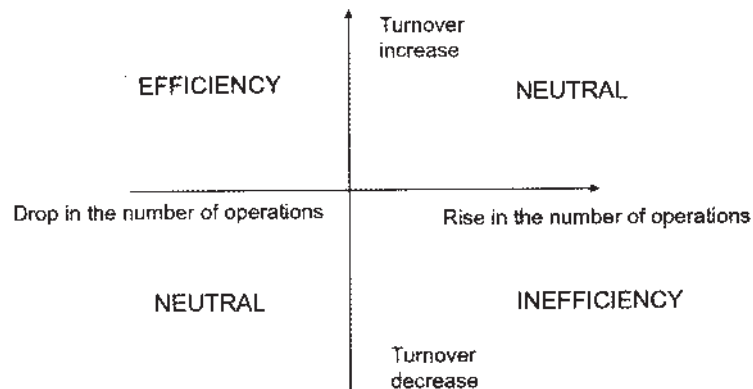 Turnover
increase
EFFICIENCY
NEUTRAL
Drop in the number of operations
Rise in the number of operations
NEUTRAL
INEFFICIENCY
Turnover
decrease